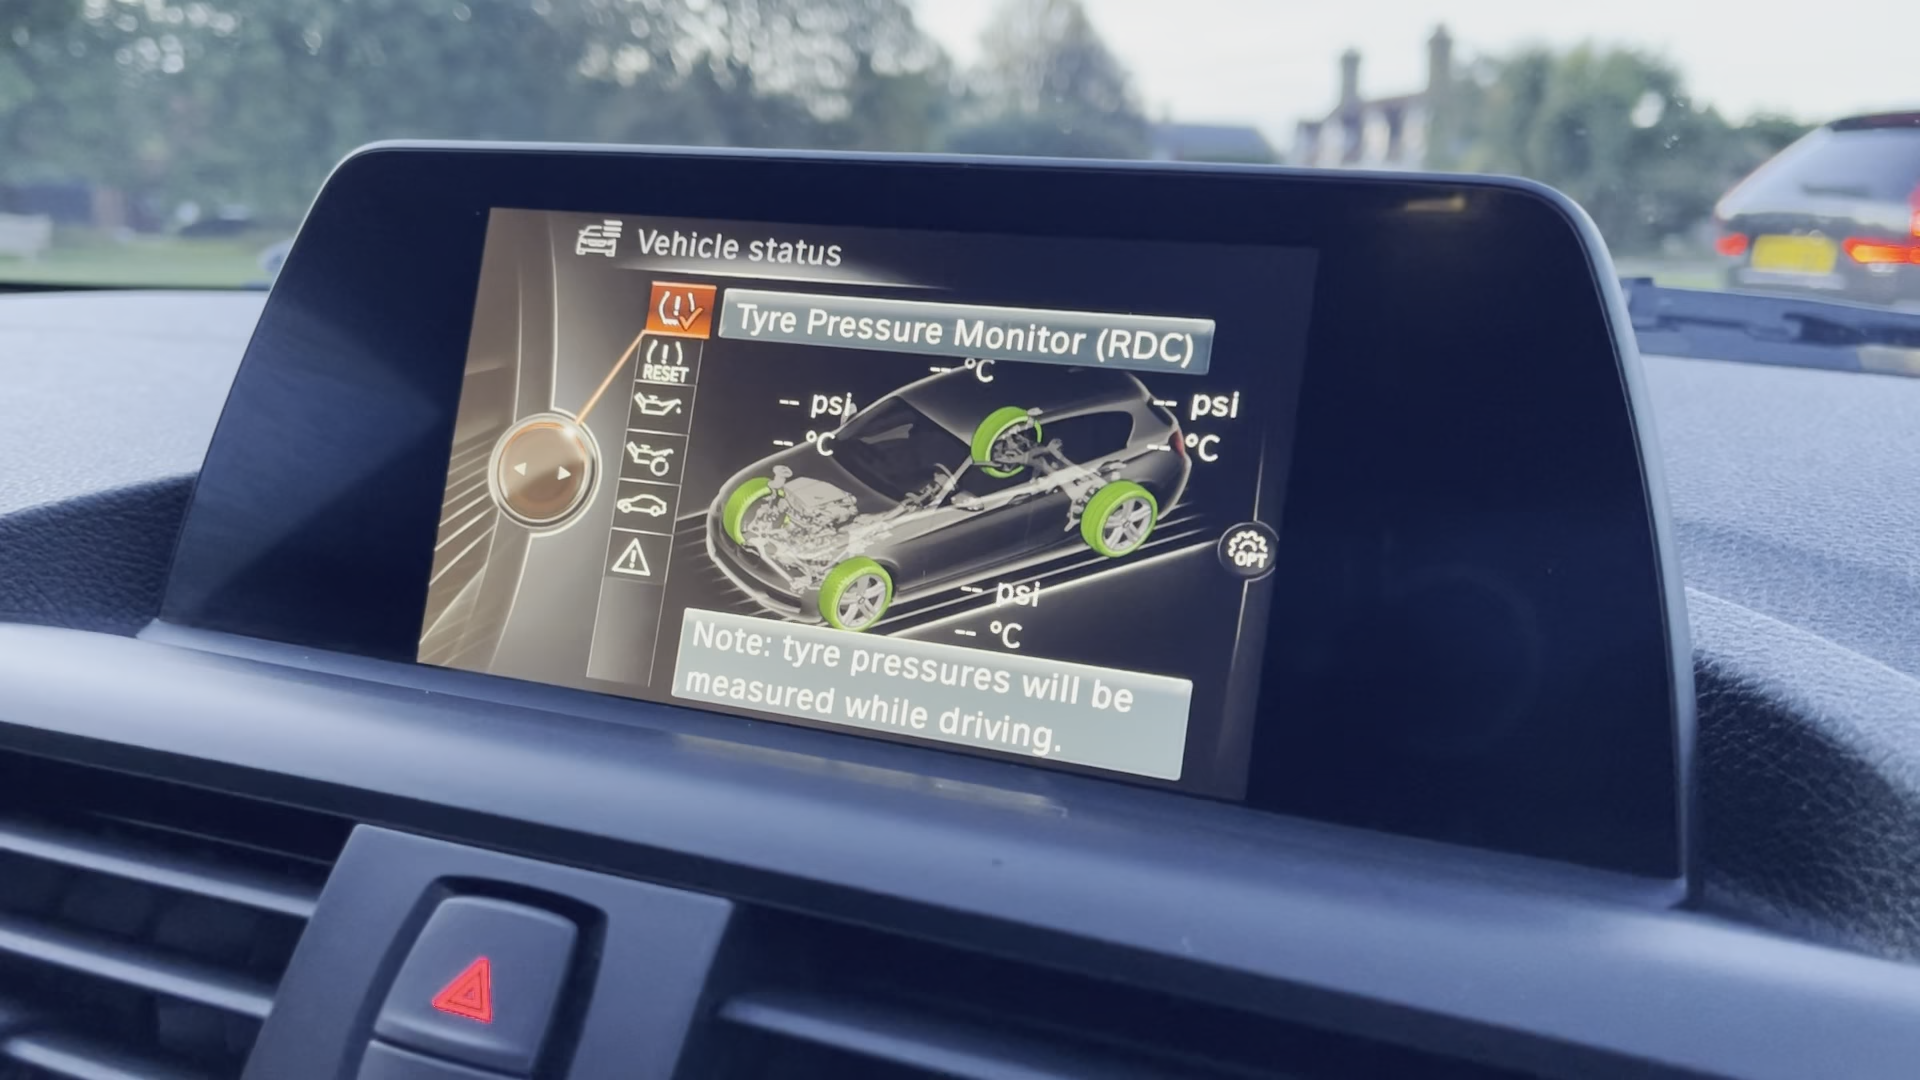 Vehicle status
Tyre Pressure Monitor (RDC)
RESET
-- °C
-- psi
-- °C
-- psi
-- °C
OPT
-- psi
-- °C
Note: tyre pressures will be
measured while driving.